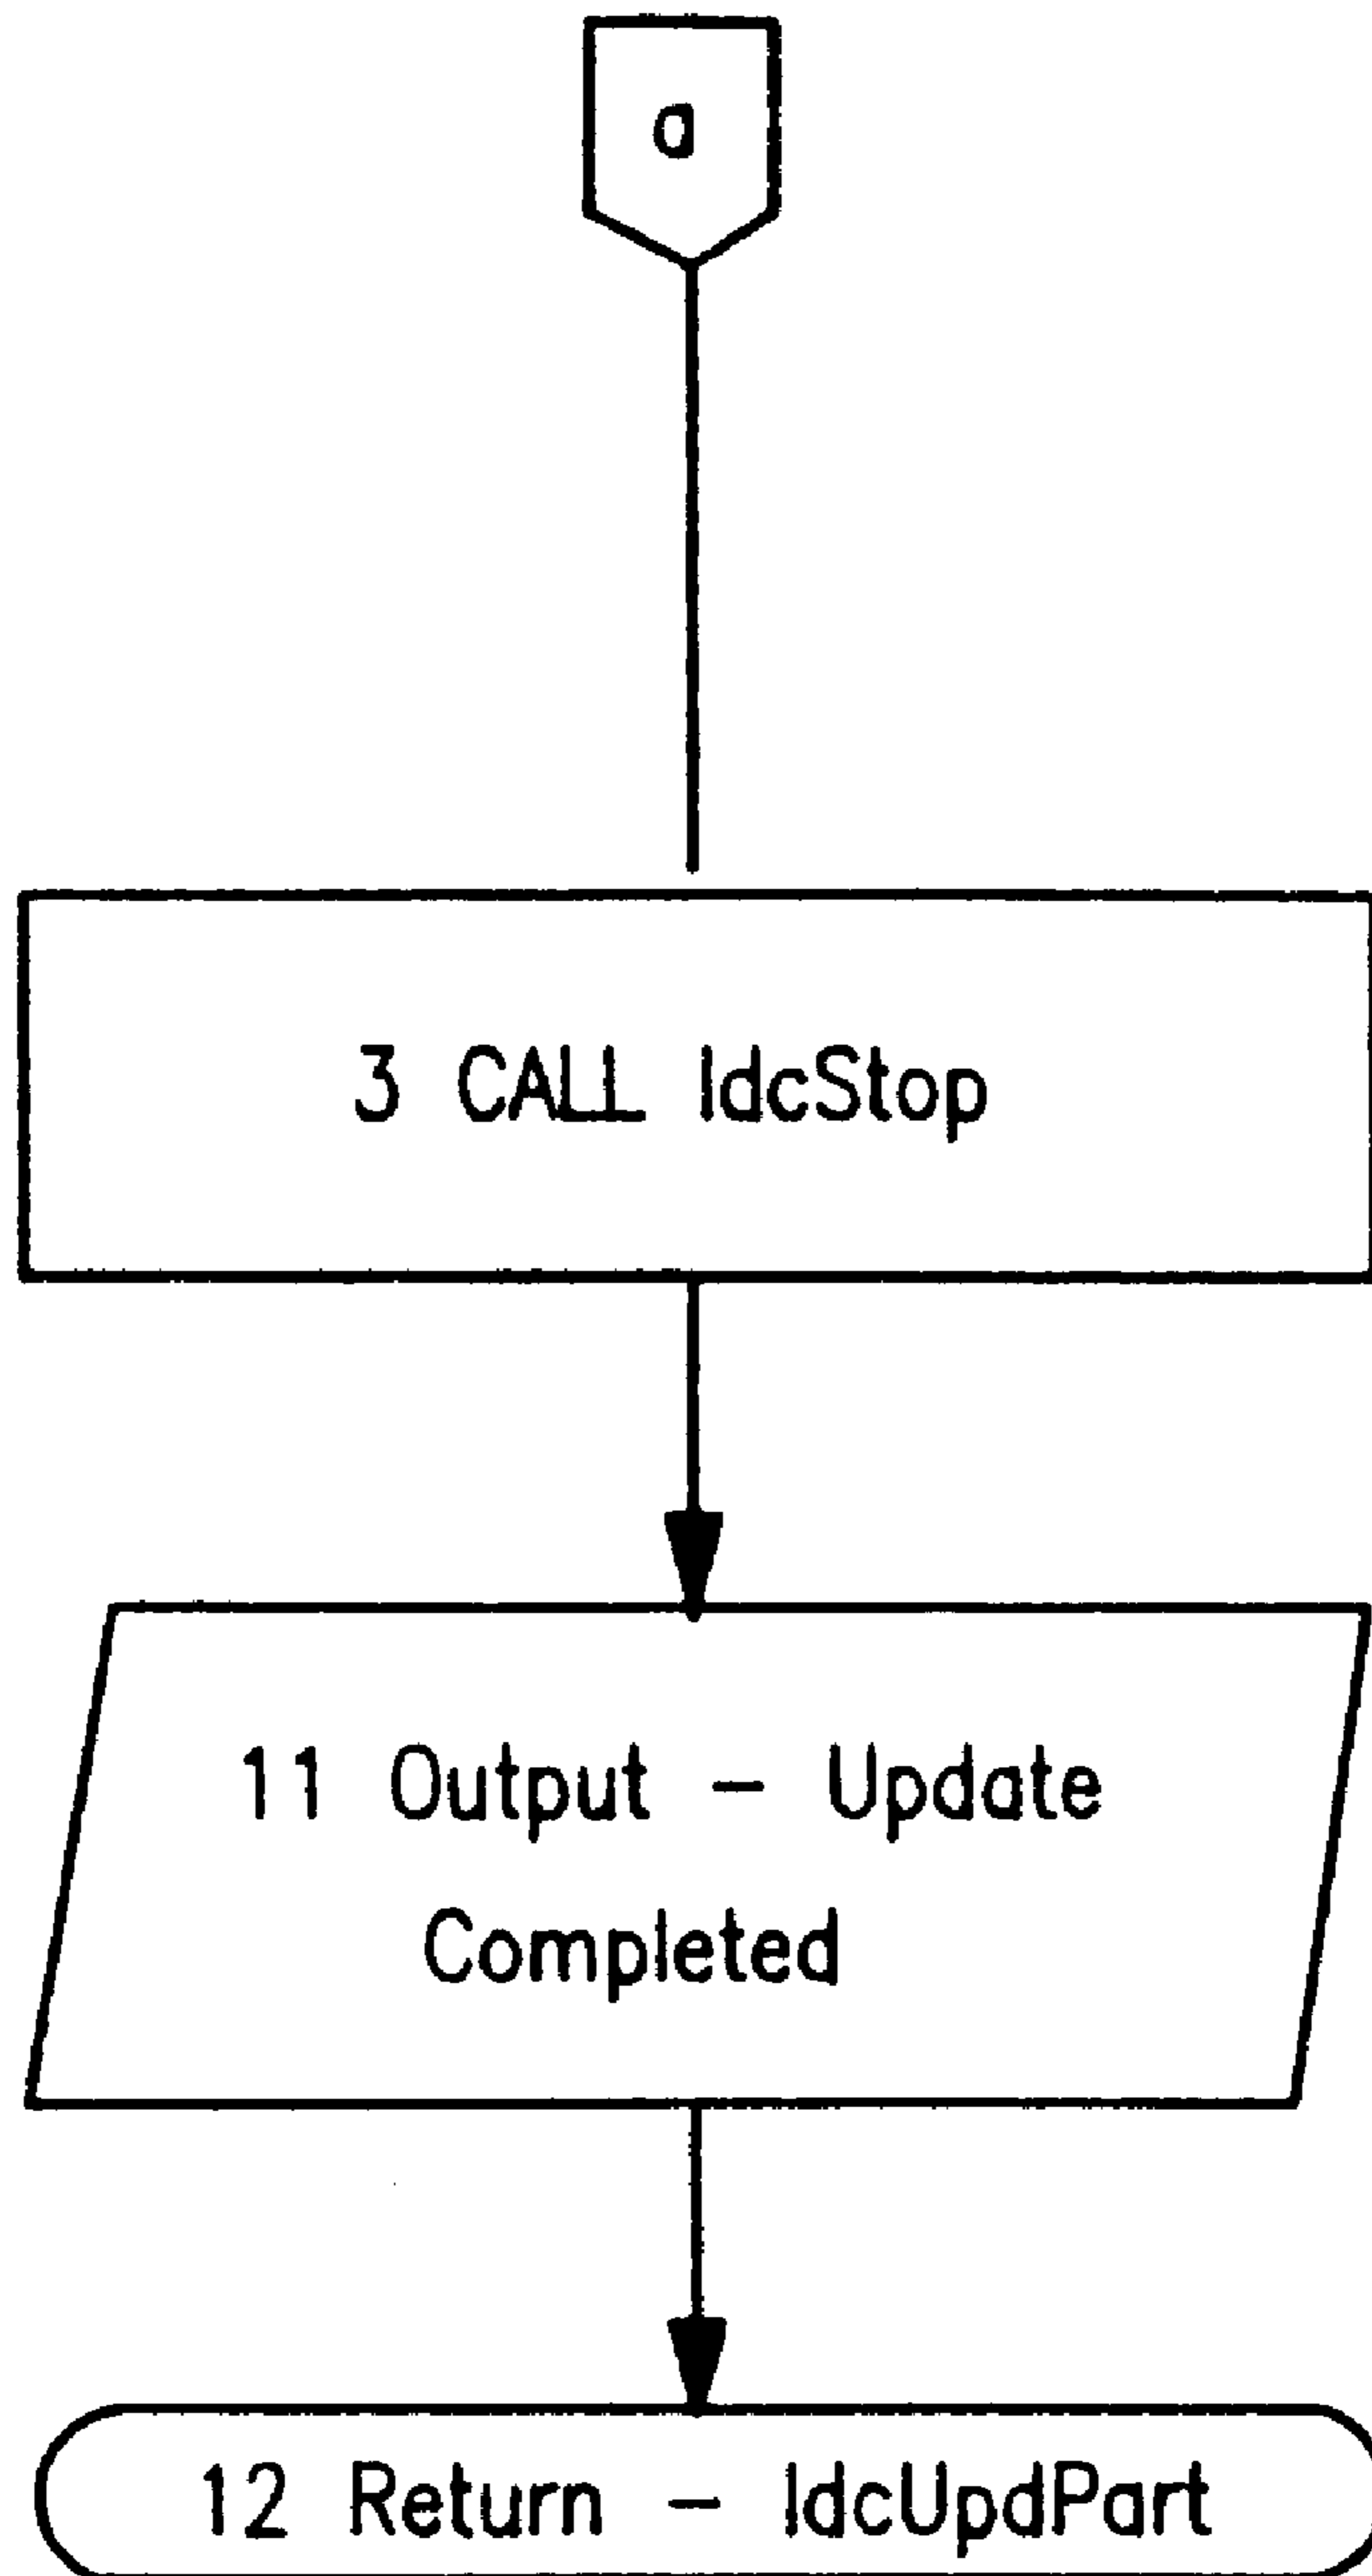 a
3 CALL IdcStop
11 Output - Update
Completed
12 Return - IdcUpdPart